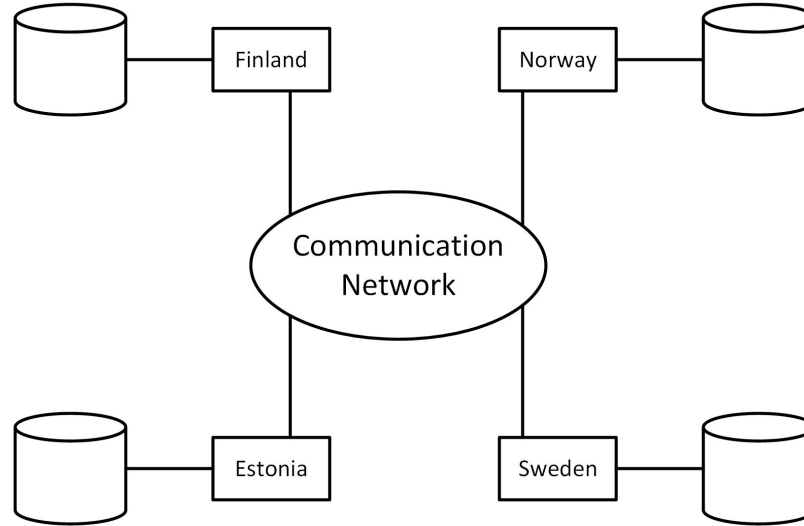 Finland
Norway
Communication
Network
Estonia
Sweden